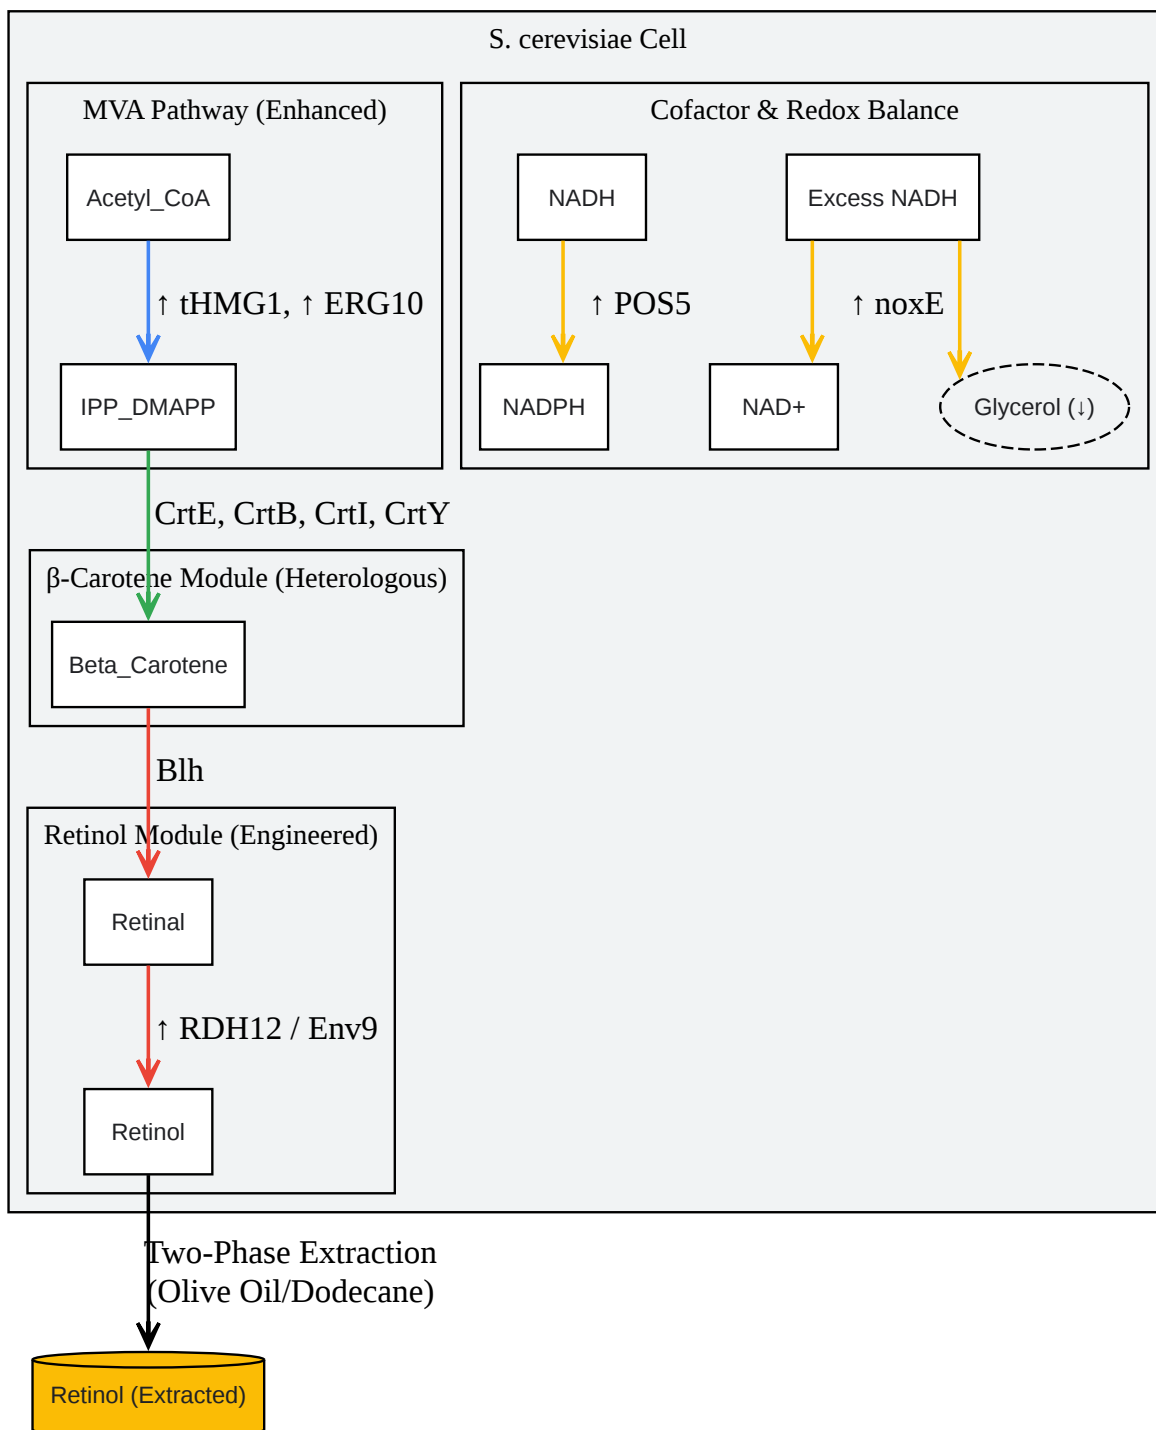 S. cerevisiae Cell
MVA Pathway (Enhanced)
Cofactor & Redox Balance
Acetyl_CoA
NADH
Excess NADH
↑ tHMG1, ↑ ERG10
↑ POS5
↑ noxE
IPP_DMAPP
NADPH
NAD+
Glycerol (↓)
CrtE, CrtB, CrtI, CrtY
β-Carotene Module (Heterologous)
Beta_Carotene
Blh
Retinol Module (Engineered)
Retinal
↑ RDH12 / Env9
Retinol
Two-Phase Extraction
(Olive Oil/Dodecane)
Retinol (Extracted)